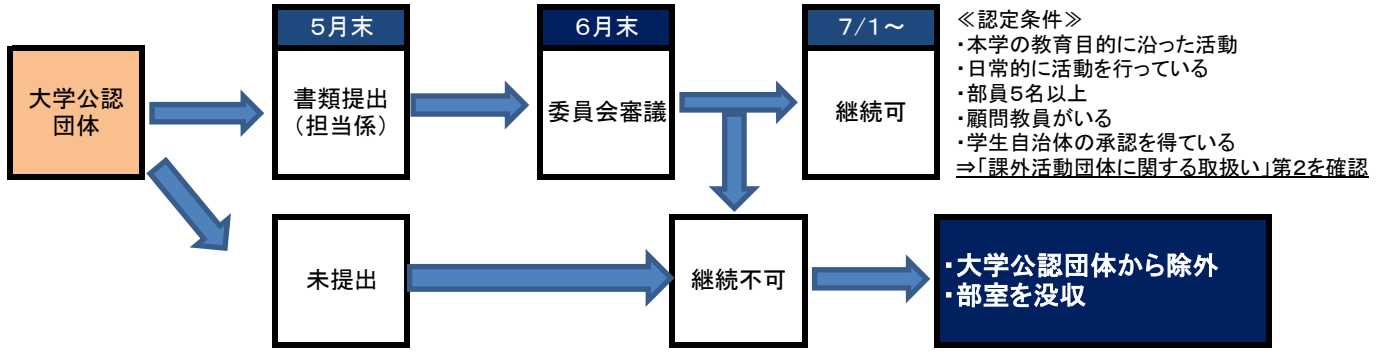 大学公認
団体
5月末
書類提出
（担当係）
6月末
委員会審議
7/1～
継続可
≪認定条件≫
・本学の教育目的に沿った活動
・日常的に活動を行っている
・部員5名以上
・顧問教員がいる
・学生自治体の承認を得ている
⇒「課外活動団体に関する取扱い」第2を確認
未提出
継続不可
・大学公認団体から除外
・部室を没収